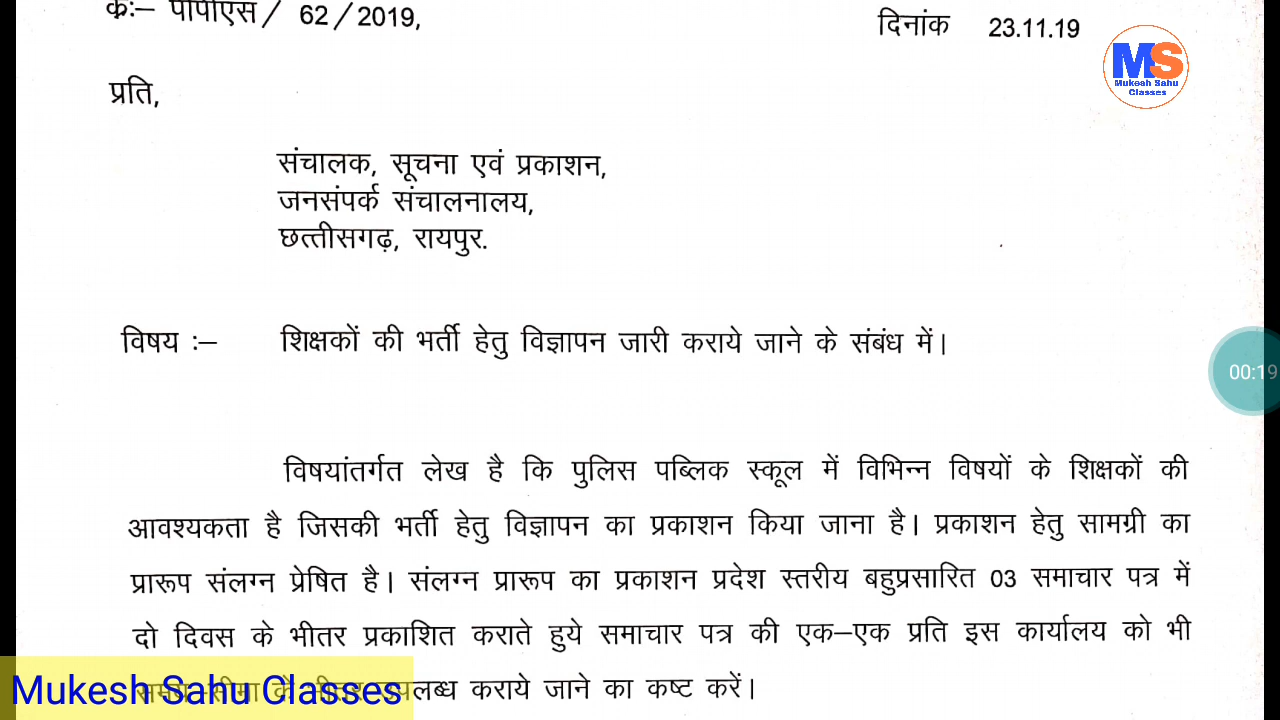 क्रः– पीपीएस / 62 / 2019,
दिनांक 23.11.19
MS
Mukesh Sahu
Classes
प्रति,
संचालक, सूचना एवं प्रकाशन,
जनसंपर्क संचालनालय,
छत्तीसगढ़, रायपुर.
विषय :– शिक्षकों की भर्ती हेतु विज्ञापन जारी कराये जाने के संबंध में।
00:19
विषयांतर्गत लेख है कि पुलिस पब्लिक स्कूल में विभिन्न विषयों के शिक्षकों की
आवश्यकता है जिसकी भर्ती हेतु विज्ञापन का प्रकाशन किया जाना है। प्रकाशन हेतु सामग्री का
प्रारूप संलग्न प्रेषित है। संलग्न प्रारूप का प्रकाशन प्रदेश स्तरीय बहुप्रसारित 03 समाचार पत्र में
दो दिवस के भीतर प्रकाशित कराते हुये समाचार पत्र की एक–एक प्रति इस कार्यालय को भी
समय–सीमा के भीतर उपलब्ध कराये जाने का कष्ट करें।
Mukesh Sahu Classes